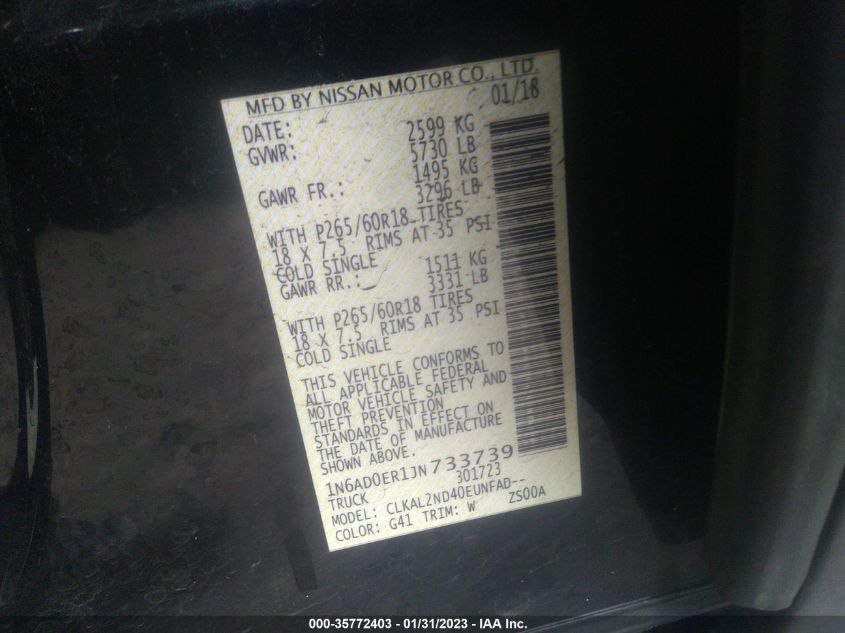 MFD BY NISSAN MOTOR CO., LTD.
DATE: 01/18
GVWR: 2599 KG
5730 LB
GAWR FR.: 1495 KG
3296 LB
WITH P265/60R18 TIRES
18 X 7.5 RIMS AT 35 PSI
COLD SINGLE
GAWR RR.: 1511 KG
3331 LB
WITH P265/60R18 TIRES
18 X 7.5 RIMS AT 35 PSI
COLD SINGLE
THIS VEHICLE CONFORMS TO
ALL APPLICABLE FEDERAL
MOTOR VEHICLE SAFETY AND
THEFT PREVENTION
STANDARDS IN EFFECT ON
THE DATE OF MANUFACTURE
SHOWN ABOVE.
1N6AD0ER1JN733739
TRUCK 301723
MODEL: CLKAL2ND40EUNFAD--
COLOR: G41 TRIM: W ZS00A
000-35772403 - 01/31/2023 - IAA Inc.